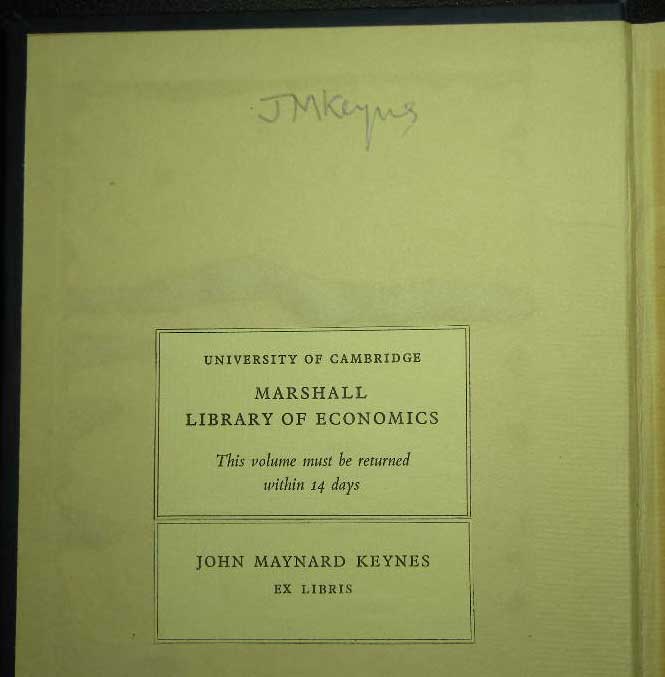 JMKeynes
UNIVERSITY OF CAMBRIDGE
MARSHALL
LIBRARY OF ECONOMICS
This volume must be returned
within 14 days
JOHN MAYNARD KEYNES
EX LIBRIS